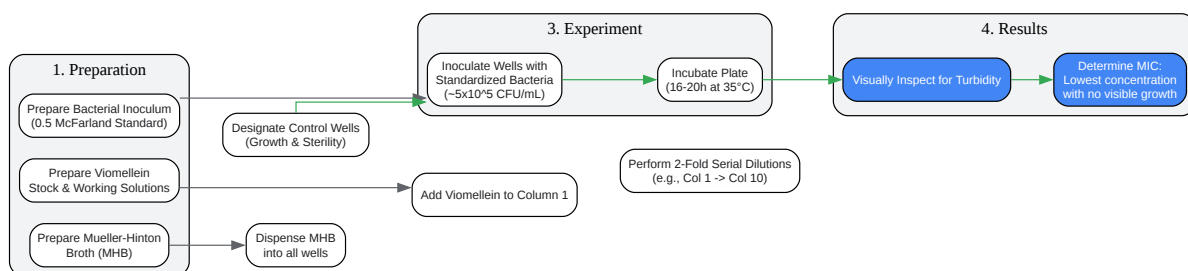 1. Preparation
Prepare Bacterial Inoculum
(0.5 McFarland Standard)
Prepare Viomellein
Stock & Working Solutions
Prepare Mueller-Hinton
Broth (MHB)
Designate Control Wells
(Growth & Sterility)
Dispense MHB
into all wells
3. Experiment
Inoculate Wells with
Standardized Bacteria
(~5x10^5 CFU/mL)
Incubate Plate
(16-20h at 35°C)
Add Viomellein to Column 1
Perform 2-Fold Serial Dilutions
(e.g., Col 1 -> Col 10)
4. Results
Visually Inspect for Turbidity
Determine MIC:
Lowest concentration
with no visible growth